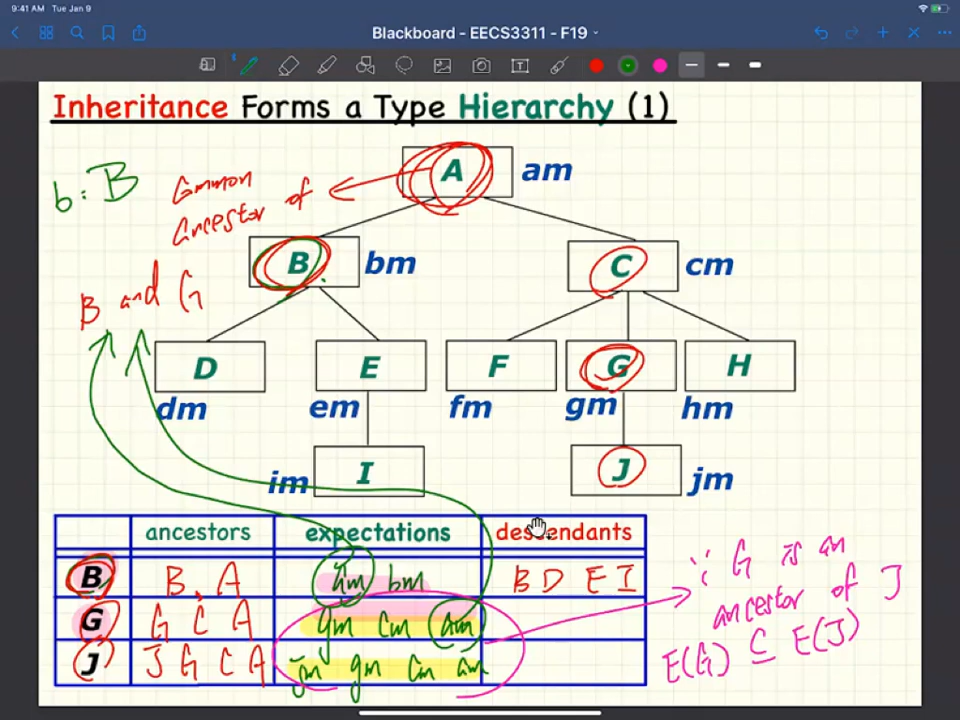 9:41 AM Tue Jan 9
Blackboard - EECS3311 - F19
Inheritance Forms a Type Hierarchy (1)
A am
b: B
Common
Ancestor of
B and G
B bm
C cm
D E F G H
dm em fm gm hm
I J
im jm
ancestors expectations descendants
B B, A am bm B D E I
G G C A gm cm am
J J G C A jm gm cm am
∵ G is an
ancestor of J
E(G) ⊆ E(J)